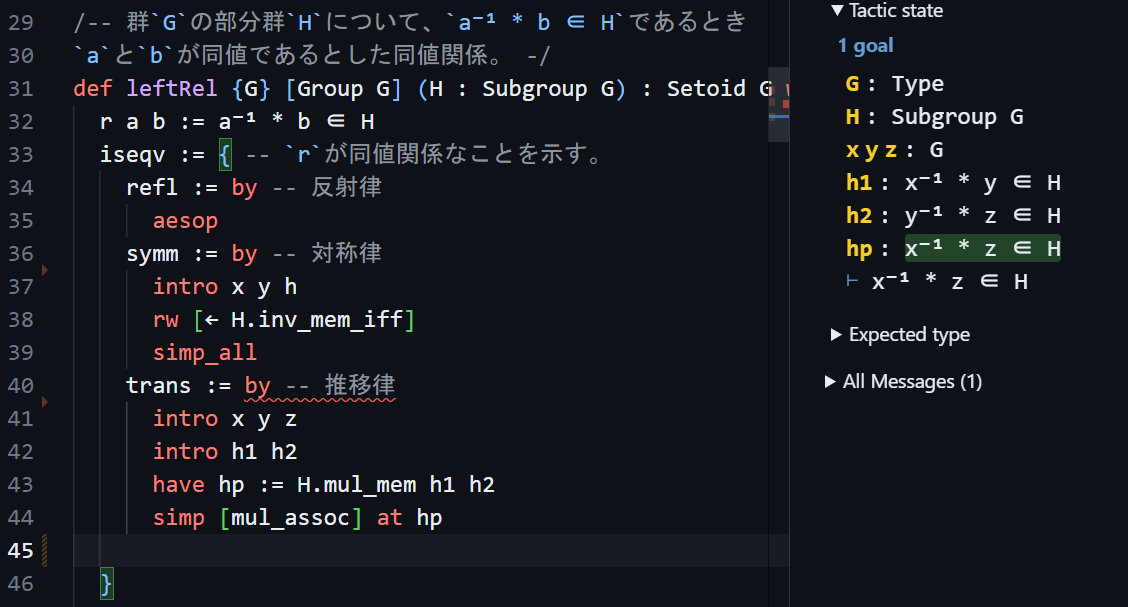 29 /-- 群`G`の部分群`H`について、`a⁻¹ * b ∈ H`であるとき
30 `a`と`b`が同値であるとした同値関係。 -/
31 def leftRel {G} [Group G] (H : Subgroup G) : Setoid G
32 r a b := a⁻¹ * b ∈ H
33 iseqv := { -- `r`が同値関係なことを示す。
34 refl := by -- 反射律
35 aesop
36 symm := by -- 対称律
37 intro x y h
38 rw [← H.inv_mem_iff]
39 simp_all
40 trans := by -- 推移律
41 intro x y z
42 intro h1 h2
43 have hp := H.mul_mem h1 h2
44 simp [mul_assoc] at hp
45
46 }
▼ Tactic state
1 goal
G : Type
H : Subgroup G
x y z : G
h1 : x⁻¹ * y ∈ H
h2 : y⁻¹ * z ∈ H
hp : x⁻¹ * z ∈ H
⊢ x⁻¹ * z ∈ H
▶ Expected type
▶ All Messages (1)